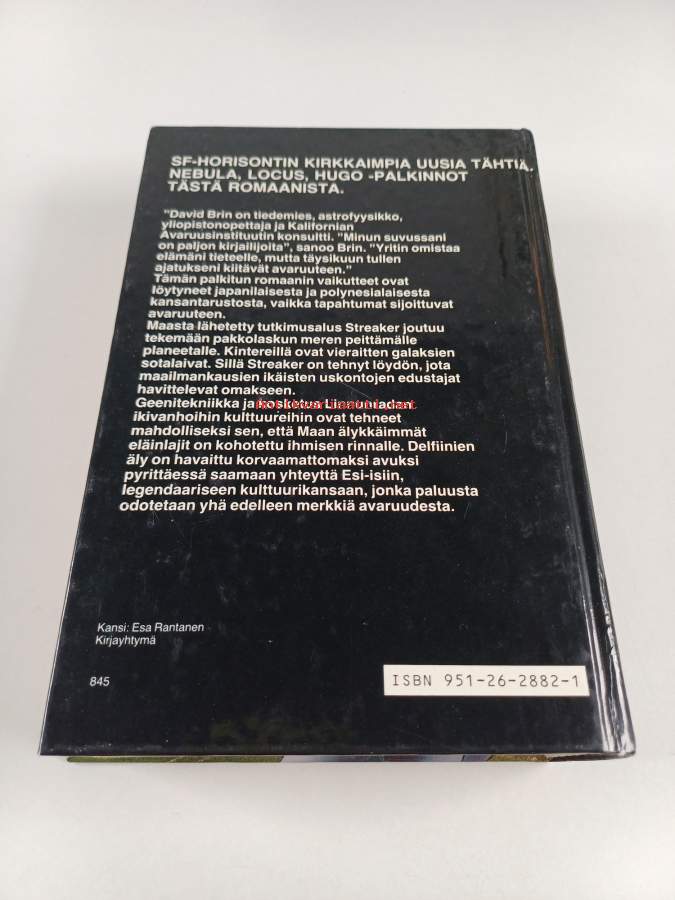 SF-HORISONTIN KIRKKAIMPIA UUSIA TÄHTIÄ.
NEBULA, LOCUS, HUGO -PALKINNOT
TÄSTÄ ROMAANISTA.
"David Brin on tiedemies, astrofyysikko,
yliopistonopettaja ja Kalifornian
Avaruusinstituutin konsultti. "Minun suvussani
on paljon kirjailijoita", sanoo Brin. "Yritin omistaa
elämäni tieteelle, mutta täysikuun tullen
ajatukseni kiitävät avaruuteen."
Tämän palkitun romaanin vaikutteet ovat
löytyneet japanilaisesta ja polynesialaisesta
kansantarustosta, vaikka tapahtumat sijoittuvat
avaruuteen.
Maasta lähetetty tutkimusalus Streaker joutuu
tekemään pakkolaskun meren peittämälle
planeetalle. Kintereillä ovat vieraitten galaksien
sotalaivat. Sillä Streaker on tehnyt löydön, jota
maailmankausien ikäisten uskontojen edustajat
havittelevat omakseen.
Geenitekniikka ja kosketus Linnunradan
ikivanhoihin kulttuureihin ovat tehneet
mahdolliseksi sen, että Maan älykkäimmät
eläinlajit on kohotettu ihmisen rinnalle. Delfiinien
äly on havaittu korvaamattomaksi avuksi
pyrittäessä saamaan yhteyttä Esi-isiin,
legendaariseen kulttuurikansaan, jonka paluusta
odotetaan yhä edelleen merkkiä avaruudesta.
Kansi: Esa Rantanen
Kirjayhtymä
845
ISBN 951-26-2882-1